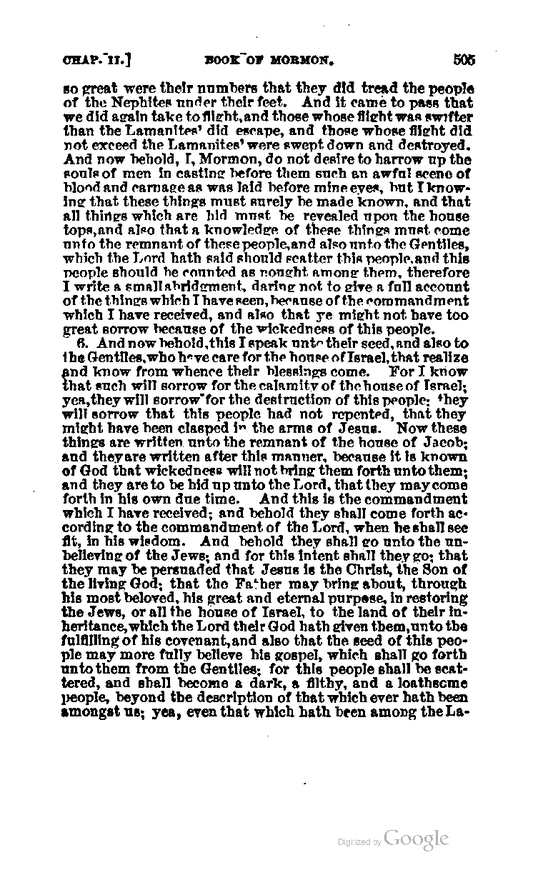 CHAP. II.] BOOK OF MORMON. 505
so great were their numbers that they did tread the people
of the Nephites under their feet. And it came to pass that
we did again take to flight,and those whose flight was swifter
than the Lamanites' did escape, and those whose flight did
not exceed the Lamanites' were swept down and destroyed.
And now behold, I, Mormon, do not desire to harrow up the
souls of men in casting before them such an awful scene of
blood and carnage as was laid before mine eyes, but I know-
ing that these things must surely be made known, and that
all things which are hid must be revealed upon the house
tops,and also that a knowledge of these things must come
unto the remnant of these people,and also unto the Gentiles,
which the Lord hath said should scatter this people,and this
people should be counted as nought among them, therefore
I write a small abridgment, daring not to give a full account
of the things which I have seen, because of the commandment
which I have received, and also that ye might not have too
great sorrow because of the wickedness of this people.
6. And now behold,this I speak unto their seed,and also to
the Gentiles,who have care for the house of Israel,that realize
and know from whence their blessings come. For I know
that such will sorrow for the calamity of the house of Israel;
yea,they will sorrow for the destruction of this people; they
will sorrow that this people had not repented, that they
might have been clasped in the arms of Jesus. Now these
things are written unto the remnant of the house of Jacob;
and they are written after this manner, because it is known
of God that wickedness will not bring them forth unto them;
and they are to be hid up unto the Lord, that they may come
forth in his own due time. And this is the commandment
which I have received; and behold they shall come forth ac-
cording to the commandment of the Lord, when he shall see
fit, in his wisdom. And behold they shall go unto the un-
believing of the Jews; and for this intent shall they go; that
they may be persuaded that Jesus is the Christ, the Son of
the living God; that the Father may bring about, through
his most beloved, his great and eternal purpose, in restoring
the Jews, or all the house of Israel, to the land of their in-
heritance,which the Lord their God hath given them,unto the
fulfilling of his covenant,and also that the seed of this peo-
ple may more fully believe his gospel, which shall go forth
unto them from the Gentiles; for this people shall be scat-
tered, and shall become a dark, a filthy, and a loathsome
people, beyond the description of that which ever hath been
amongst us; yea, even that which hath been among the La-
Digitized by Google